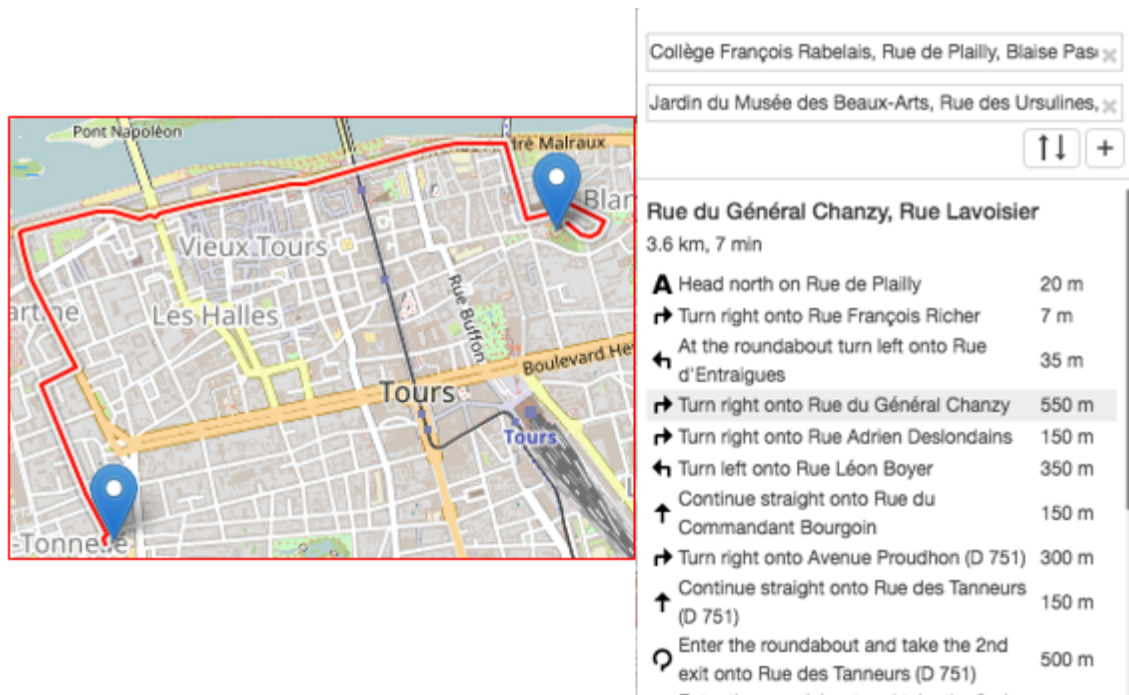 Pont Napoléon
dré Malraux
Blan
Vieux Tours
Rue Buffon
Les Halles
Boulevard He
Tours
Tours
-Tonnellé
Collège François Rabelais, Rue de Plailly, Blaise Pas
Jardin du Musée des Beaux-Arts, Rue des Ursulines,
Rue du Général Chanzy, Rue Lavoisier
3.6 km, 7 min
A Head north on Rue de Plailly 20 m
Turn right onto Rue François Richer 7 m
At the roundabout turn left onto Rue
d'Entraigues 35 m
Turn right onto Rue du Général Chanzy 550 m
Turn right onto Rue Adrien Deslondains 150 m
Turn left onto Rue Léon Boyer 350 m
Continue straight onto Rue du
Commandant Bourgoin 150 m
Turn right onto Avenue Proudhon (D 751) 300 m
Continue straight onto Rue des Tanneurs
(D 751) 150 m
Enter the roundabout and take the 2nd
exit onto Rue des Tanneurs (D 751) 500 m